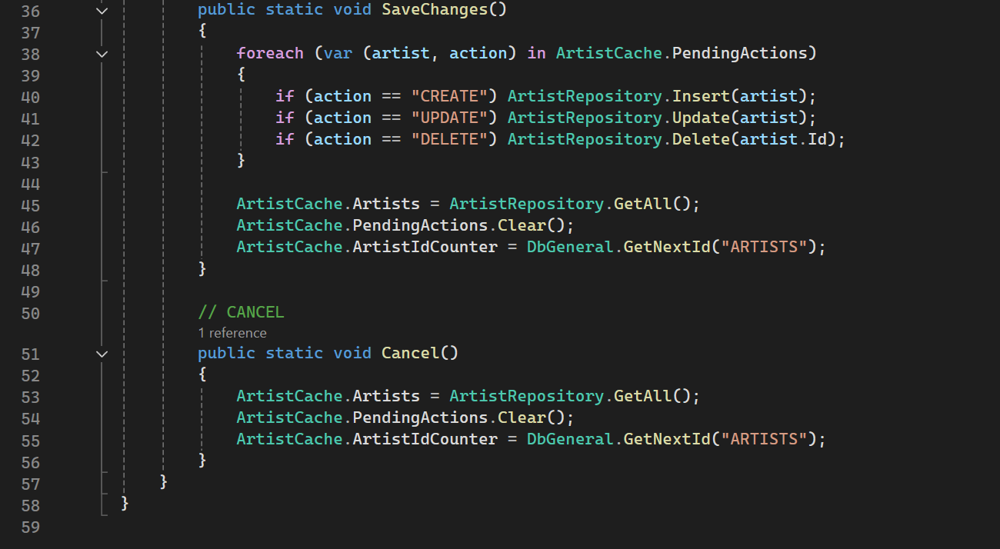 36 public static void SaveChanges()
37 {
38 foreach (var (artist, action) in ArtistCache.PendingActions)
39 {
40 if (action == "CREATE") ArtistRepository.Insert(artist);
41 if (action == "UPDATE") ArtistRepository.Update(artist);
42 if (action == "DELETE") ArtistRepository.Delete(artist.Id);
43 }
44
45 ArtistCache.Artists = ArtistRepository.GetAll();
46 ArtistCache.PendingActions.Clear();
47 ArtistCache.ArtistIdCounter = DbGeneral.GetNextId("ARTISTS");
48 }
49
50 // CANCEL
1 reference
51 public static void Cancel()
52 {
53 ArtistCache.Artists = ArtistRepository.GetAll();
54 ArtistCache.PendingActions.Clear();
55 ArtistCache.ArtistIdCounter = DbGeneral.GetNextId("ARTISTS");
56 }
57 }
58 }
59